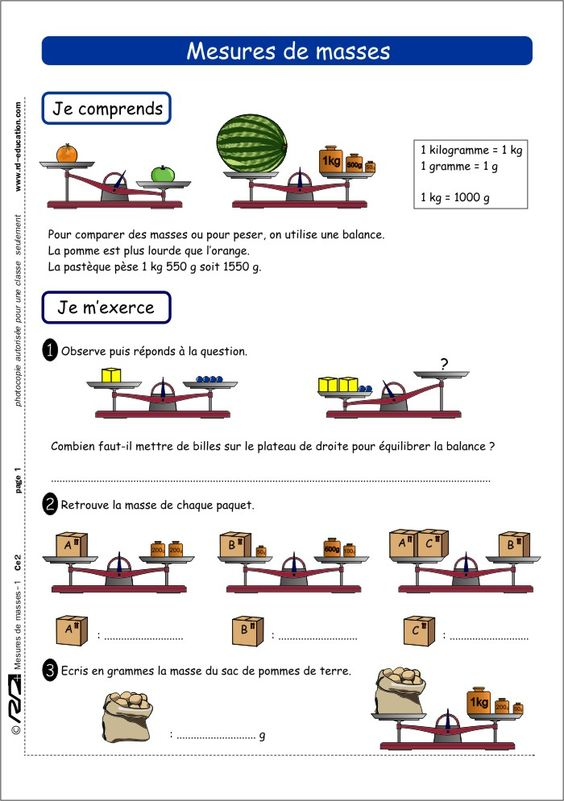 Mesures de masses
Je comprends
1kg
500g
1 kilogramme = 1 kg
1 gramme = 1 g
1 kg = 1000 g
Pour comparer des masses ou pour peser, on utilise une balance.
La pomme est plus lourde que l'orange.
La pastèque pèse 1 kg 550 g soit 1550 g.
Je m'exerce
1 Observe puis réponds à la question.
?
Combien faut-il mettre de billes sur le plateau de droite pour équilibrer la balance ?
2 Retrouve la masse de chaque paquet.
A 200g 200g
B 50g 600g 100g
A C B
A : ......................
B : ......................
C : ......................
3 Ecris en grammes la masse du sac de pommes de terre.
1kg 200g
: ...................... g
© RD Mesures de masses-1 Ce2 page 1 photocopie autorisée pour une classe seulement www.rd-education.com